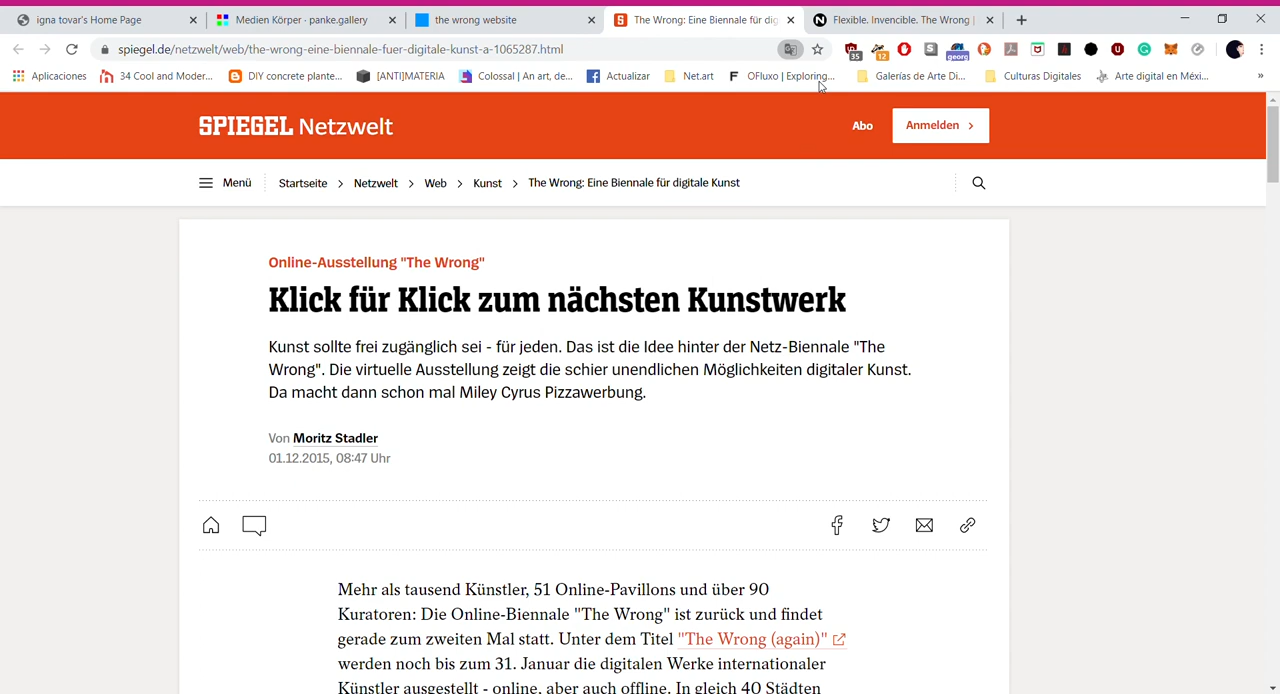 igna tovar's Home Page
Medien Körper - panke.gallery
the wrong website
The Wrong: Eine Biennale für dig
Flexible. Invencible. The Wrong |
spiegel.de/netzwelt/web/the-wrong-eine-biennale-fuer-digitale-kunst-a-1065287.html
35
12
georg
Aplicaciones
34 Cool and Moder...
DIY concrete plante...
[ANTI]MATERIA
Colossal | An art, de...
Actualizar
Net.art
OFluxo | Exploring...
Galerías de Arte Di...
Culturas Digitales
Arte digital en Méxi...
»
SPIEGEL Netzwelt
Abo
Anmelden
Menü
Startseite
Netzwelt
Web
Kunst
The Wrong: Eine Biennale für digitale Kunst
Online-Ausstellung "The Wrong"
Klick für Klick zum nächsten Kunstwerk
Kunst sollte frei zugänglich sei - für jeden. Das ist die Idee hinter der Netz-Biennale "The
Wrong". Die virtuelle Ausstellung zeigt die schier unendlichen Möglichkeiten digitaler Kunst.
Da macht dann schon mal Miley Cyrus Pizzawerbung.
Von Moritz Stadler
01.12.2015, 08:47 Uhr
Mehr als tausend Künstler, 51 Online-Pavillons und über 90
Kuratoren: Die Online-Biennale "The Wrong" ist zurück und findet
gerade zum zweiten Mal statt. Unter dem Titel "The Wrong (again)"
werden noch bis zum 31. Januar die digitalen Werke internationaler
Künstler ausgestellt - online, aber auch offline. In gleich 40 Städten